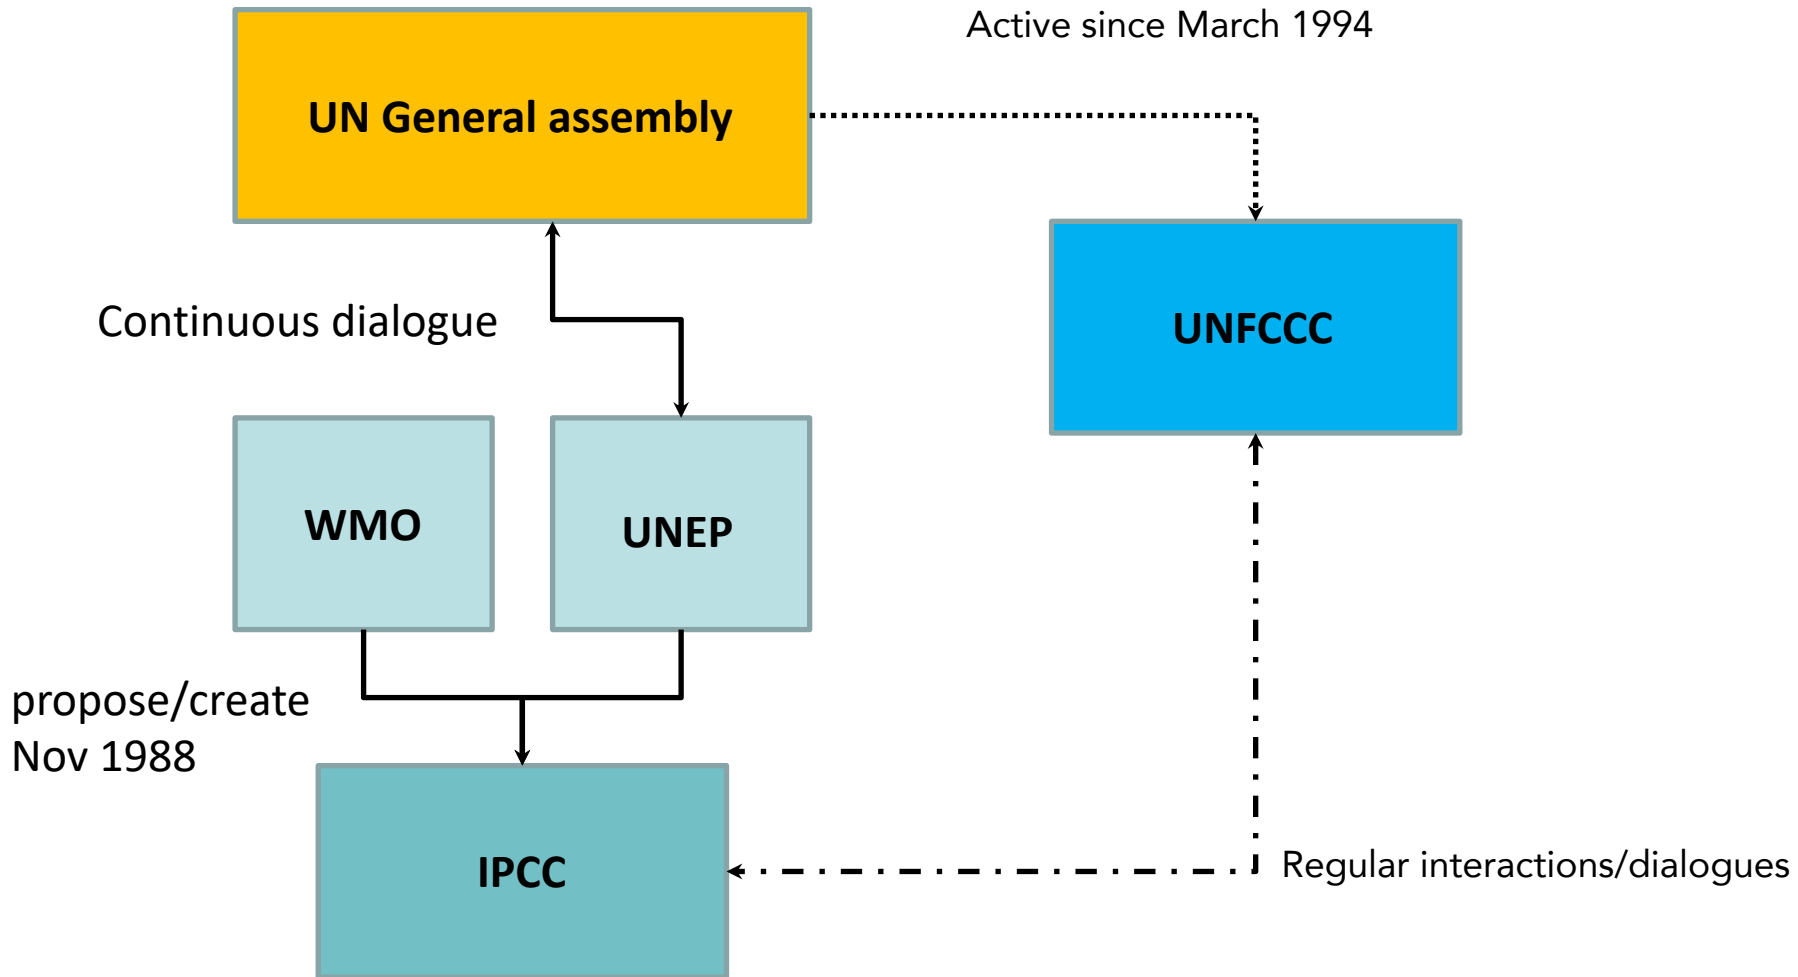 Active since March 1994
UN General assembly
Continuous dialogue
UNFCCC
WMO
UNEP
propose/create
Nov 1988
IPCC
Regular interactions/dialogues